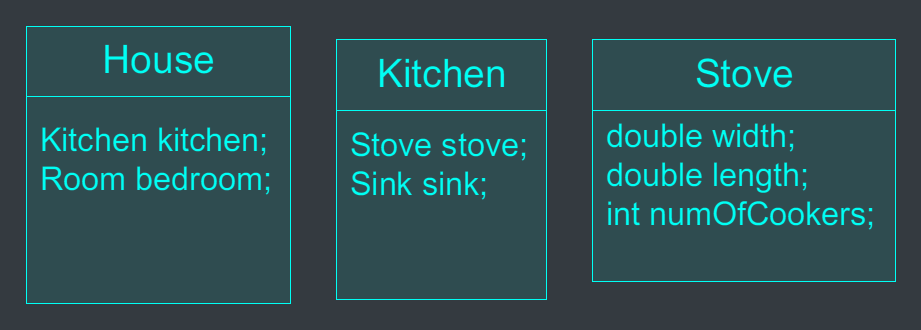 House
Kitchen kitchen;
Room bedroom;
Kitchen
Stove stove;
Sink sink;
Stove
double width;
double length;
int numOfCookers;